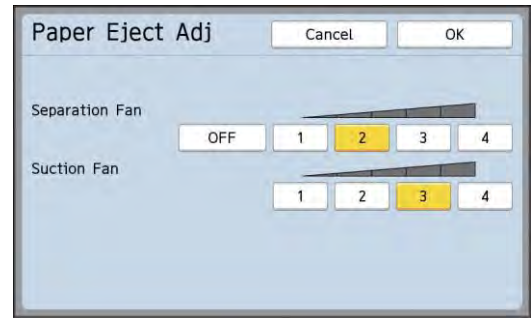 Paper Eject Adj Cancel OK
Separation Fan
OFF 1 2 3 4
Suction Fan
1 2 3 4